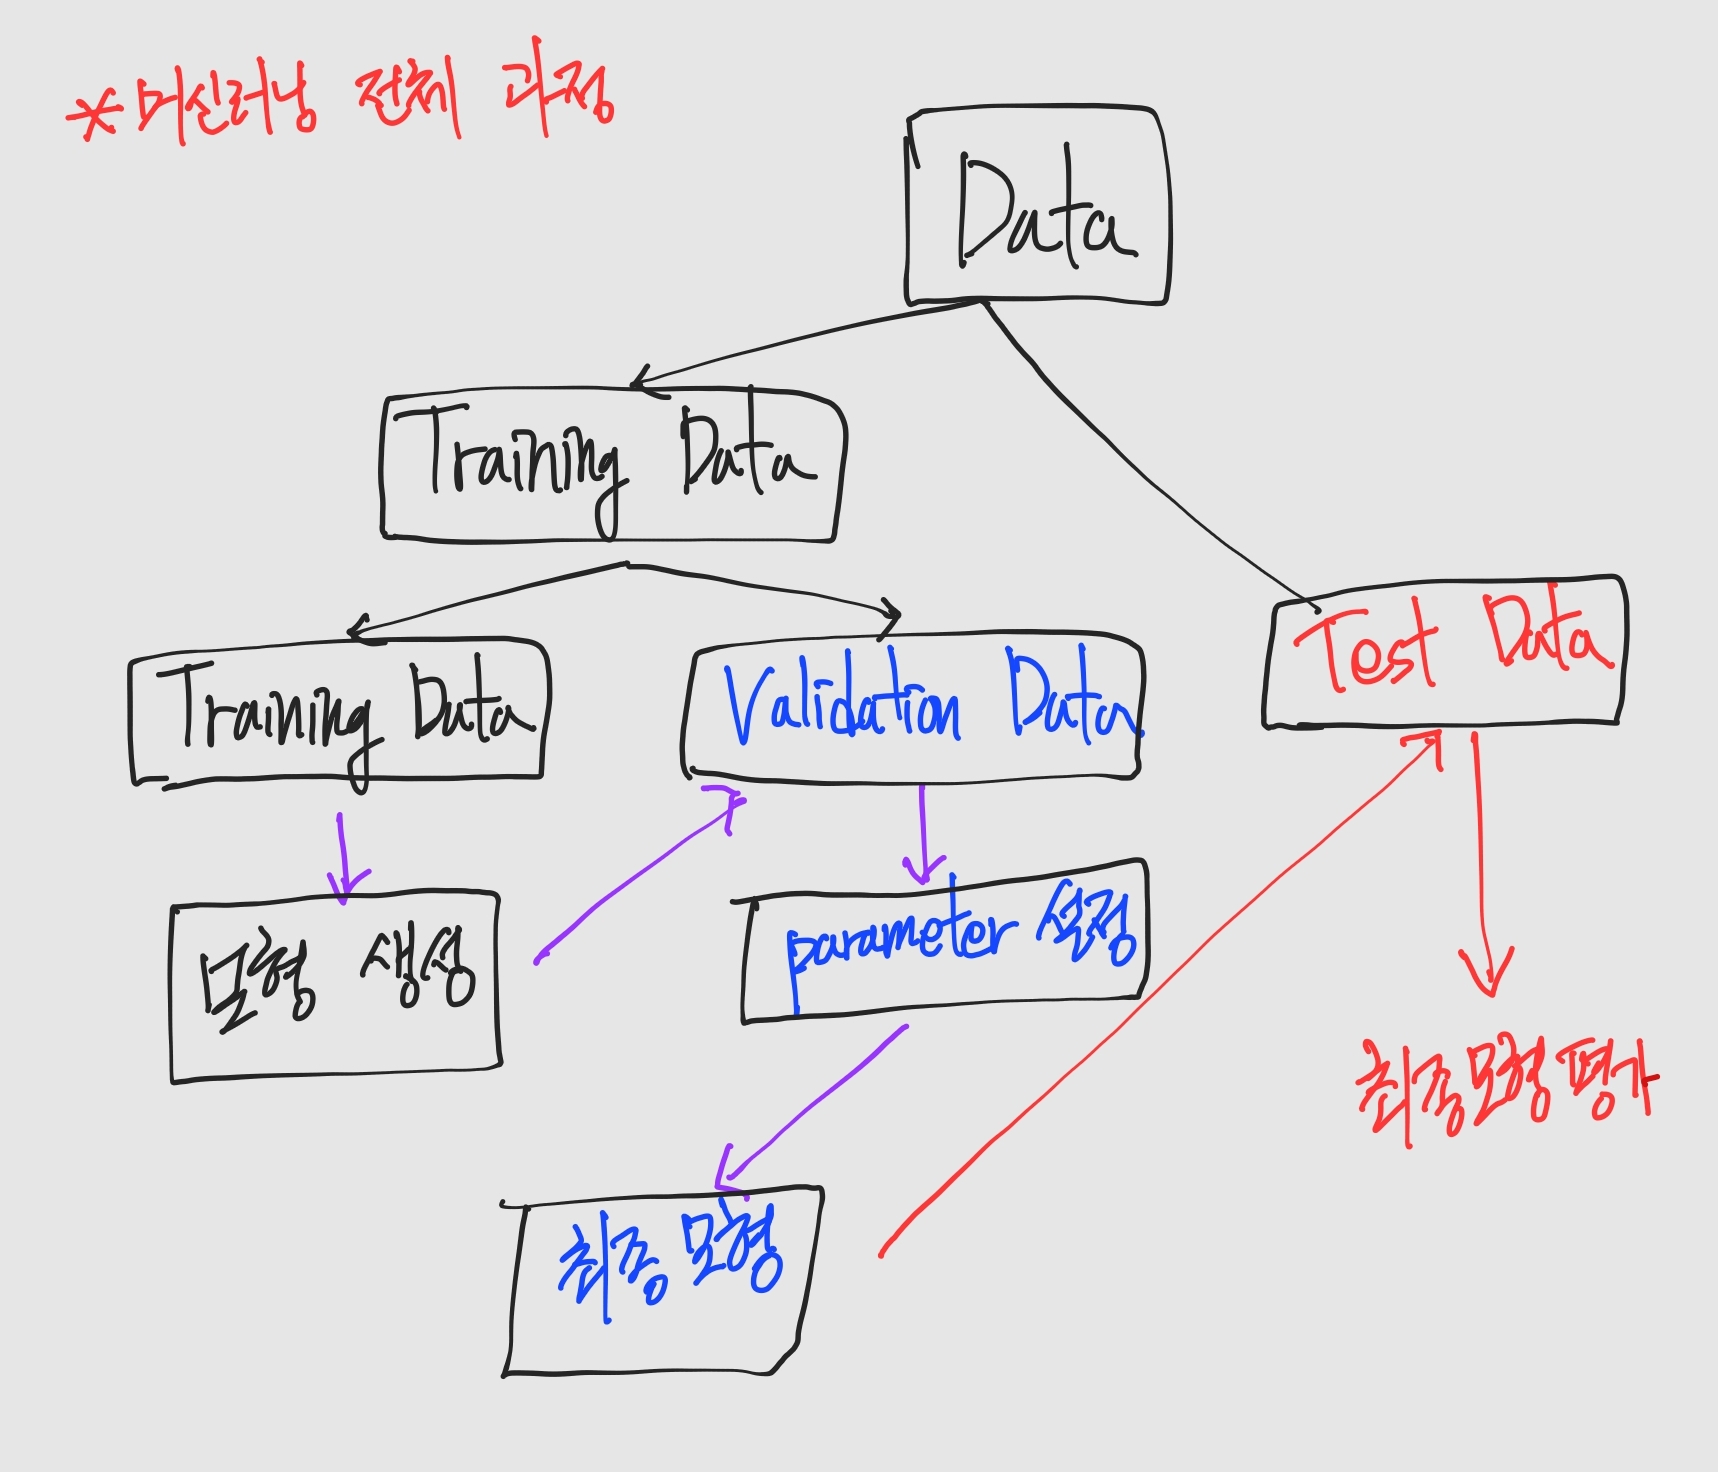 *머신러닝 전체 과정
Data
Training Data
Training Data
Validation Data
Test Data
모형 생성
parameter 설정
최종 모형
최종 모형 평가